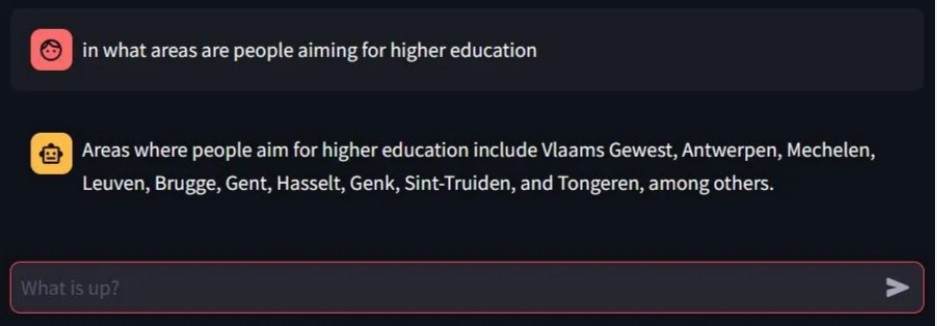 in what areas are people aiming for higher education
Areas where people aim for higher education include Vlaams Gewest, Antwerpen, Mechelen,
Leuven, Brugge, Gent, Hasselt, Genk, Sint-Truiden, and Tongeren, among others.
What is up?